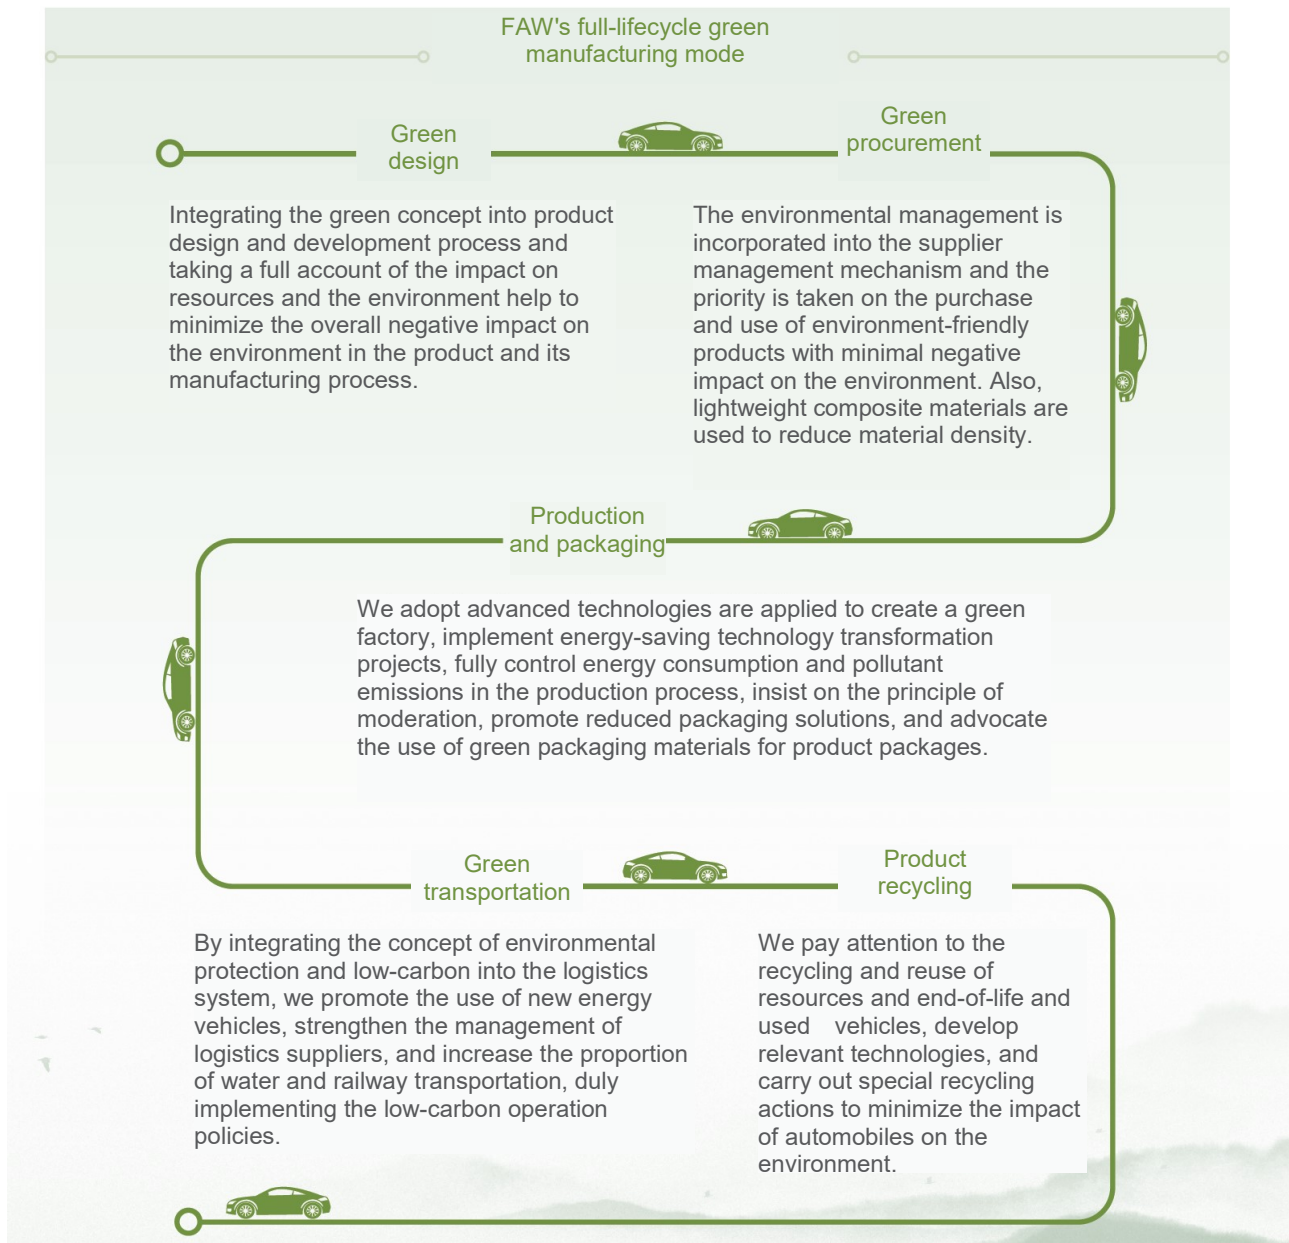 FAW's full-lifecycle green
manufacturing mode
Green
design
Green
procurement
Integrating the green concept into product
design and development process and
taking a full account of the impact on
resources and the environment help to
minimize the overall negative impact on
the environment in the product and its
manufacturing process.
The environmental management is
incorporated into the supplier
management mechanism and the
priority is taken on the purchase
and use of environment-friendly
products with minimal negative
impact on the environment. Also,
lightweight composite materials are
used to reduce material density.
Production
and packaging
We adopt advanced technologies are applied to create a green
factory, implement energy-saving technology transformation
projects, fully control energy consumption and pollutant
emissions in the production process, insist on the principle of
moderation, promote reduced packaging solutions, and advocate
the use of green packaging materials for product packages.
Green
transportation
Product
recycling
By integrating the concept of environmental
protection and low-carbon into the logistics
system, we promote the use of new energy
vehicles, strengthen the management of
logistics suppliers, and increase the proportion
of water and railway transportation, duly
implementing the low-carbon operation
policies.
We pay attention to the
recycling and reuse of
resources and end-of-life and
used vehicles, develop
relevant technologies, and
carry out special recycling
actions to minimize the impact
of automobiles on the
environment.